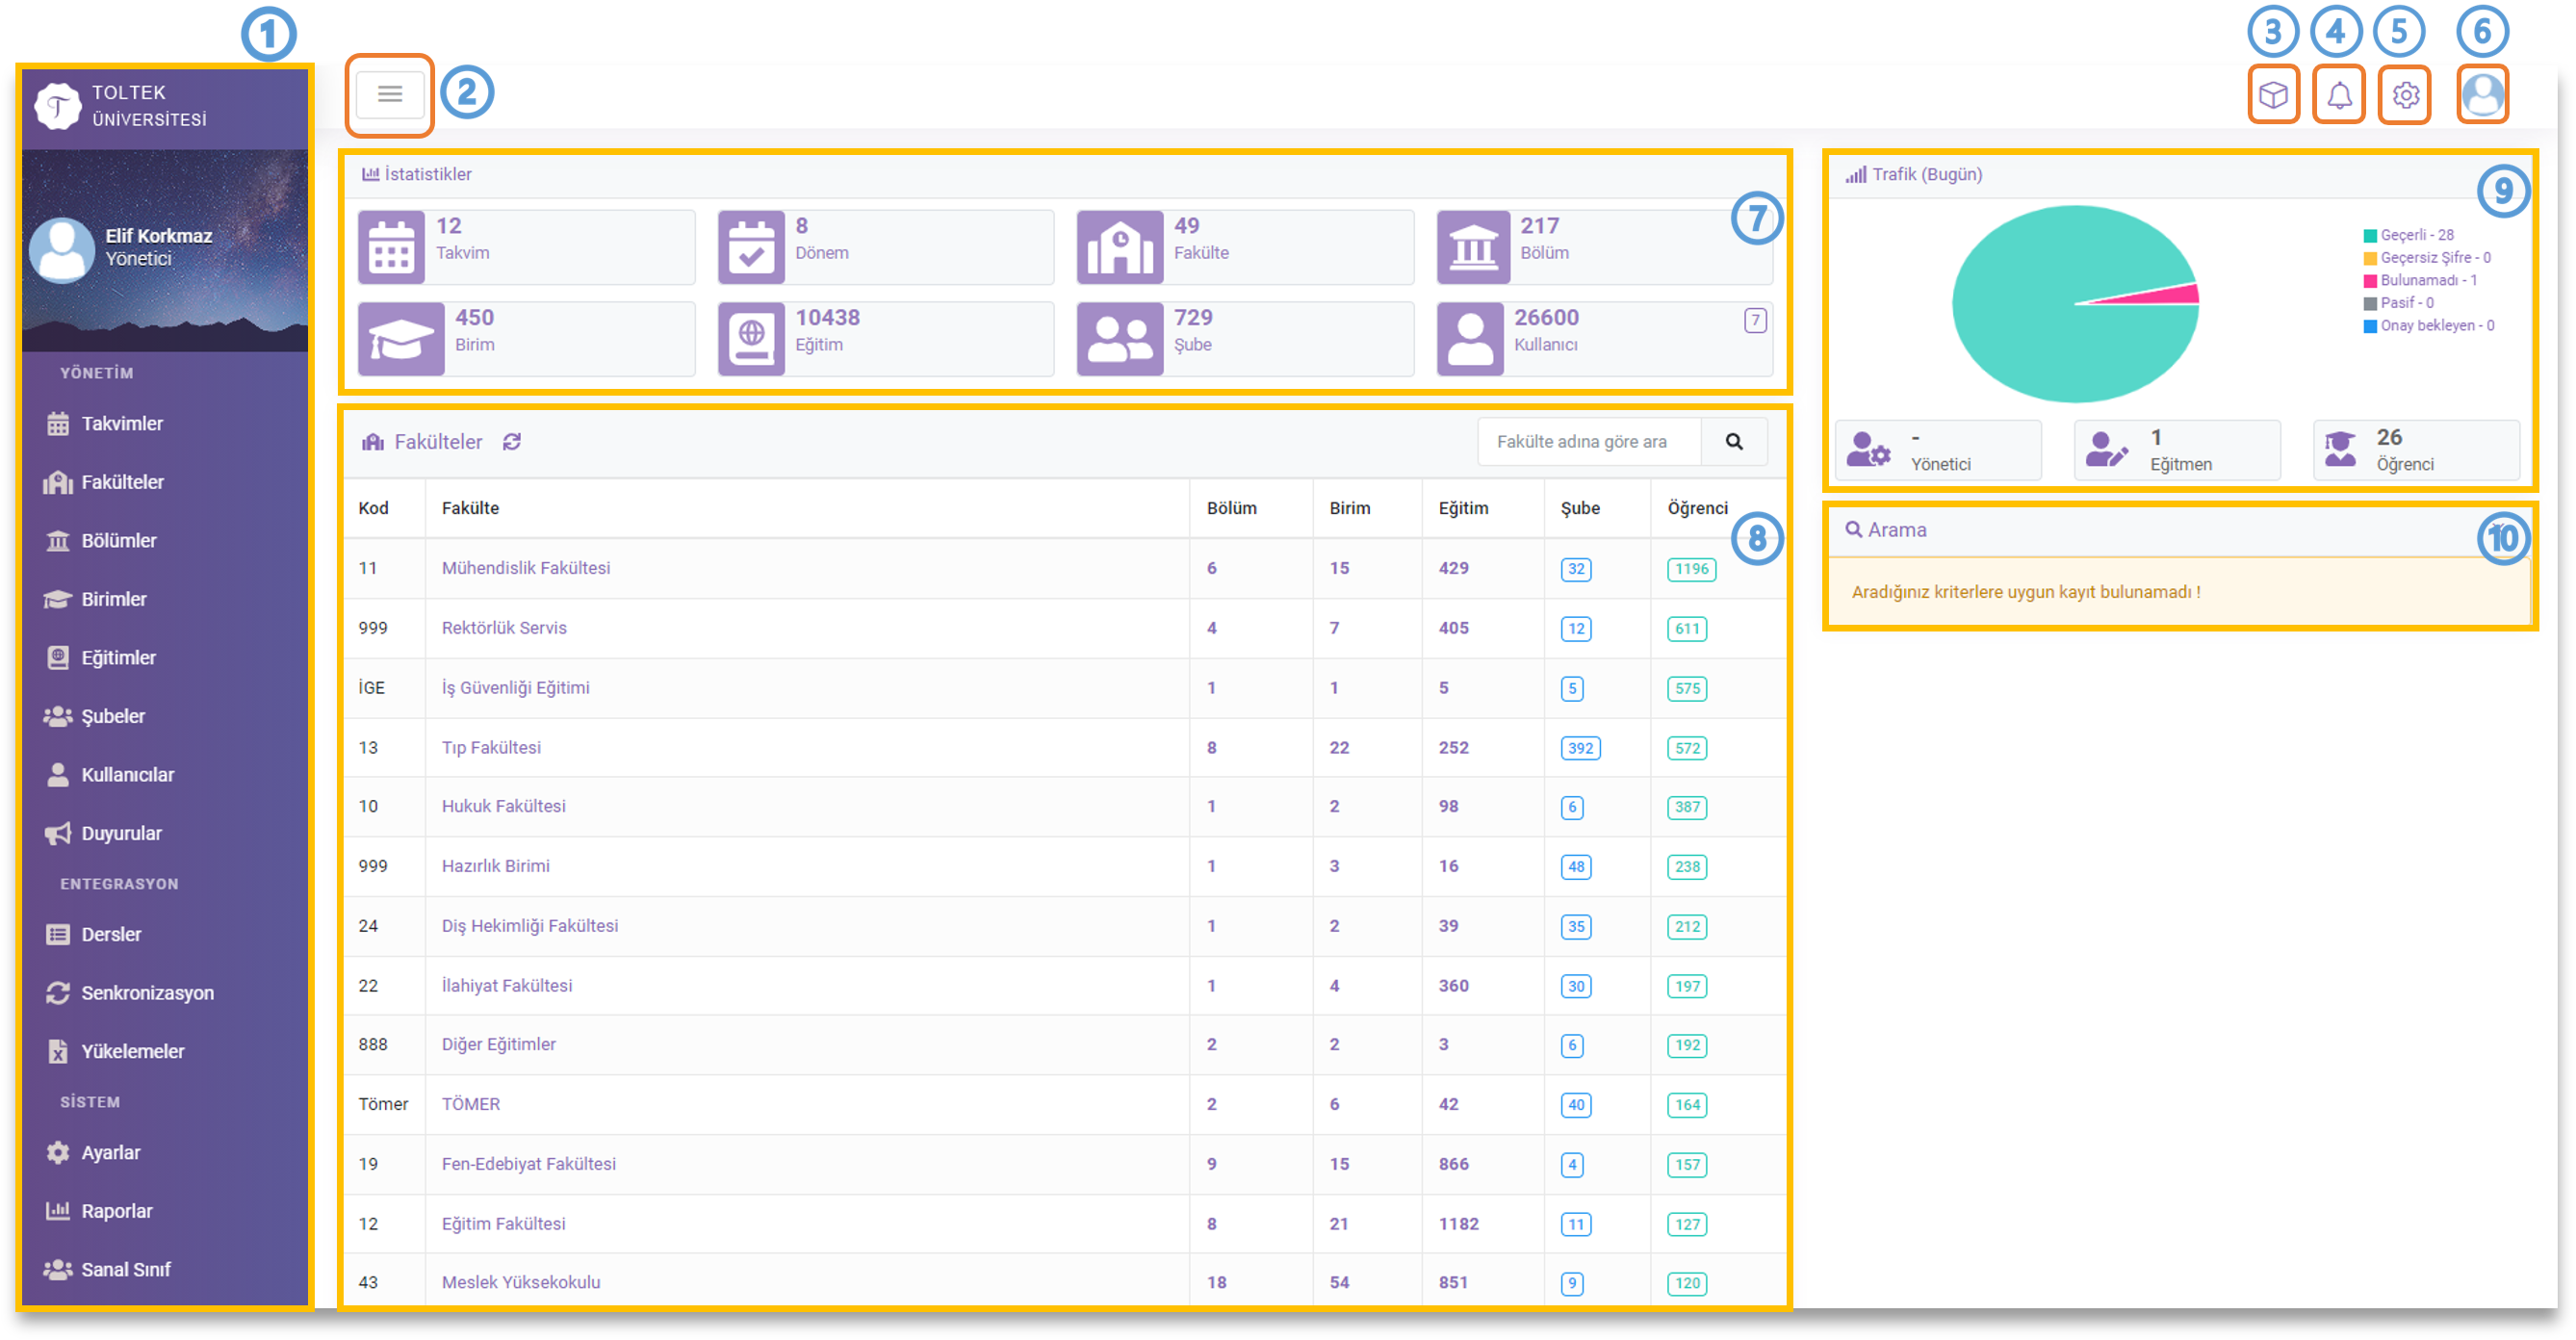 1
TOLTEK
ÜNİVERSİTESİ
Elif Korkmaz
Yönetici
YÖNETİM
Takvimler
Fakülteler
Bölümler
Birimler
Eğitimler
Şubeler
Kullanıcılar
Duyurular
ENTEGRASYON
Dersler
Senkronizasyon
Yükelemeler
SİSTEM
Ayarlar
Raporlar
Sanal Sınıf
2
3 4 5 6
İstatistikler
7
12
Takvim
8
Dönem
49
Fakülte
217
Bölüm
450
Birim
10438
Eğitim
729
Şube
26600
Kullanıcı
7
Fakülteler
Fakülte adına göre ara
8
Kod Fakülte Bölüm Birim Eğitim Şube Öğrenci
11 Mühendislik Fakültesi 6 15 429 32 1196
999 Rektörlük Servis 4 7 405 12 611
İGE İş Güvenliği Eğitimi 1 1 5 5 575
13 Tıp Fakültesi 8 22 252 392 572
10 Hukuk Fakültesi 1 2 98 6 387
999 Hazırlık Birimi 1 3 16 48 238
24 Diş Hekimliği Fakültesi 1 2 39 35 212
22 İlahiyat Fakültesi 1 4 360 30 197
888 Diğer Eğitimler 2 2 3 6 192
Tömer TÖMER 2 6 42 40 164
19 Fen-Edebiyat Fakültesi 9 15 866 4 157
12 Eğitim Fakültesi 8 21 1182 11 127
43 Meslek Yüksekokulu 18 54 851 9 120
Trafik (Bugün)
9
Geçerli - 28
Geçersiz Şifre - 0
Bulunamadı - 1
Pasif - 0
Onay bekleyen - 0
-
Yönetici
1
Eğitmen
26
Öğrenci
Arama
10
Aradığınız kriterlere uygun kayıt bulunamadı !